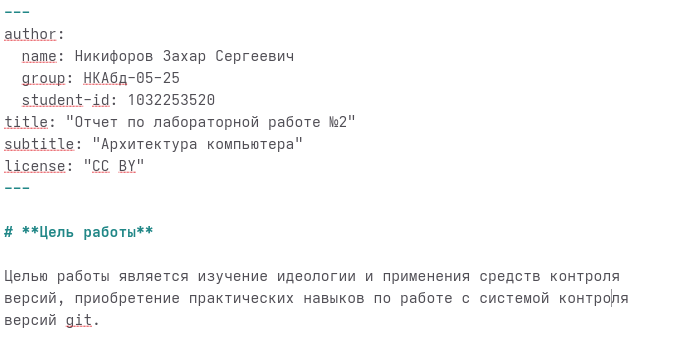 ---
author:
  name: Никифоров Захар Сергеевич
  group: НКАбд-05-25
  student-id: 1032253520
title: "Отчет по лабораторной работе №2"
subtitle: "Архитектура компьютера"
license: "CC BY"
---
# **Цель работы**
Целью работы является изучение идеологии и применения средств контроля
версий, приобретение практических навыков по работе с системой контроля
версий git.